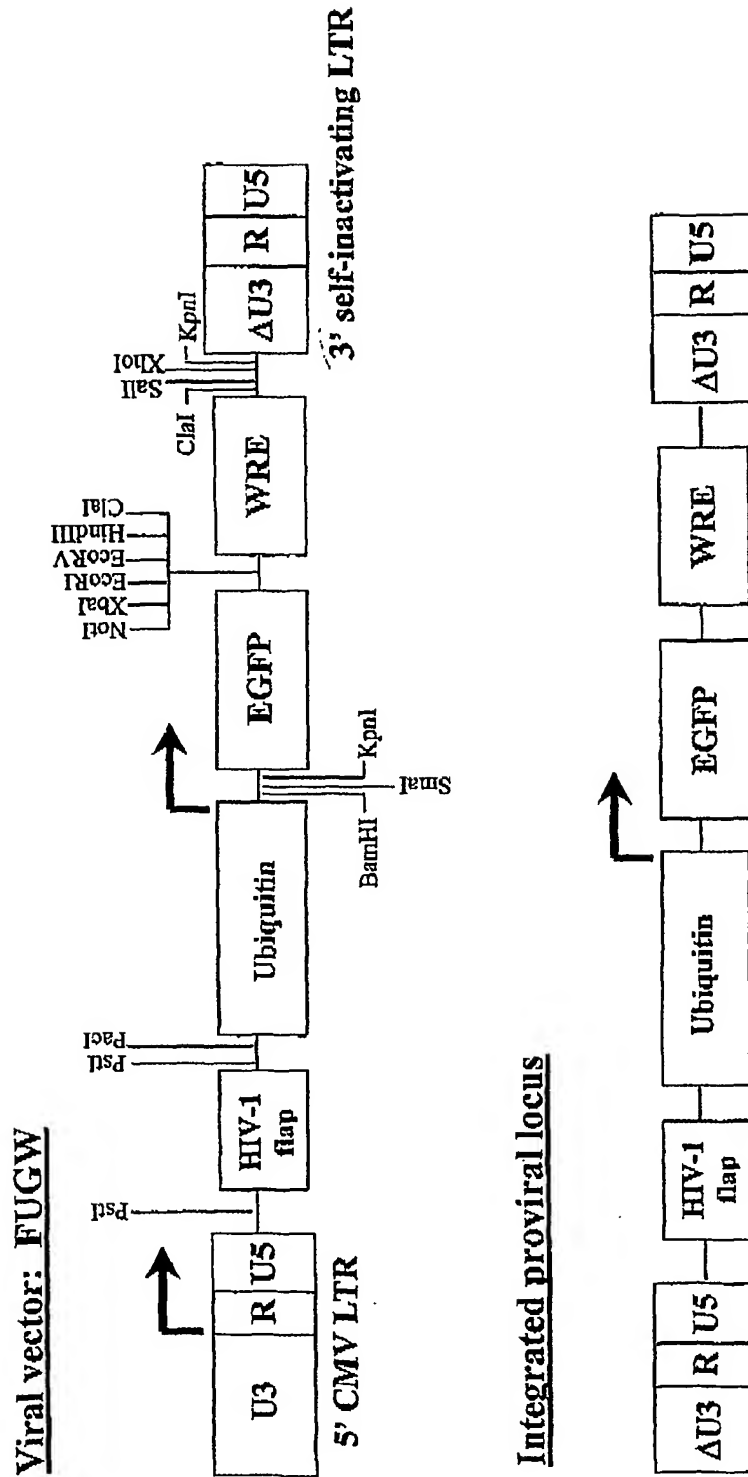 Viral vector: FUGW
PstI
PstI
PacI
NotI
XbaI
EcoRI
EcoRV
HindIII
ClaI
ClaI
SalI
XhoI
KpnI
U3
R
U5
HIV-1
flap
Ubiquitin
EGFP
WRE
ΔU3
R
U5
BamHI
SmaI
KpnI
5' CMV LTR
3' self-inactivating LTR
Integrated proviral locus
ΔU3
R
U5
HIV-1
flap
Ubiquitin
EGFP
WRE
ΔU3
R
U5